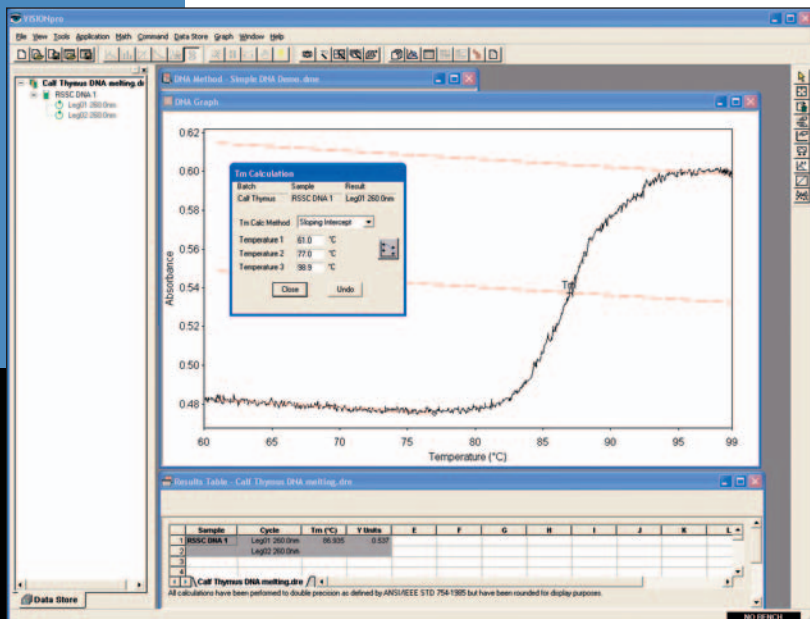 VISIONpro
File View Tools Application Math Command Data Store Graph Window Help
Calf Thymus DNA melting.dr
RSSC DNA 1
Leg01 260.0nm
Leg02 260.0nm
Data Store
DNA Method - Simple DNA Demo.dme
DNA Graph
0.62
0.60
0.58
0.56
0.54
0.52
0.50
0.48
Absorbance
60 65 70 75 80 85 90 95 99
Temperature (°C)
Tm
Tm Calculation
Batch Sample Result
Calf Thymus RSSC DNA 1 Leg01 260.0nm
Tm Calc Method Sloping Intercept
Temperature 1 61.0 °C
Temperature 2 77.0 °C
Temperature 3 98.9 °C
Close Undo
Results Table - Calf Thymus DNA melting.dre
Sample Cycle Tm (°C) Y Units E F G H I J K L
1 RSSC DNA 1 Leg01 260.0nm 86.935 0.537
2 Leg02 260.0nm
3
4
Calf Thymus DNA melting.dre
All calculations have been performed to double precision as defined by ANSI/IEEE STD 754-1985 but have been rounded for display purposes.
NO BENCH